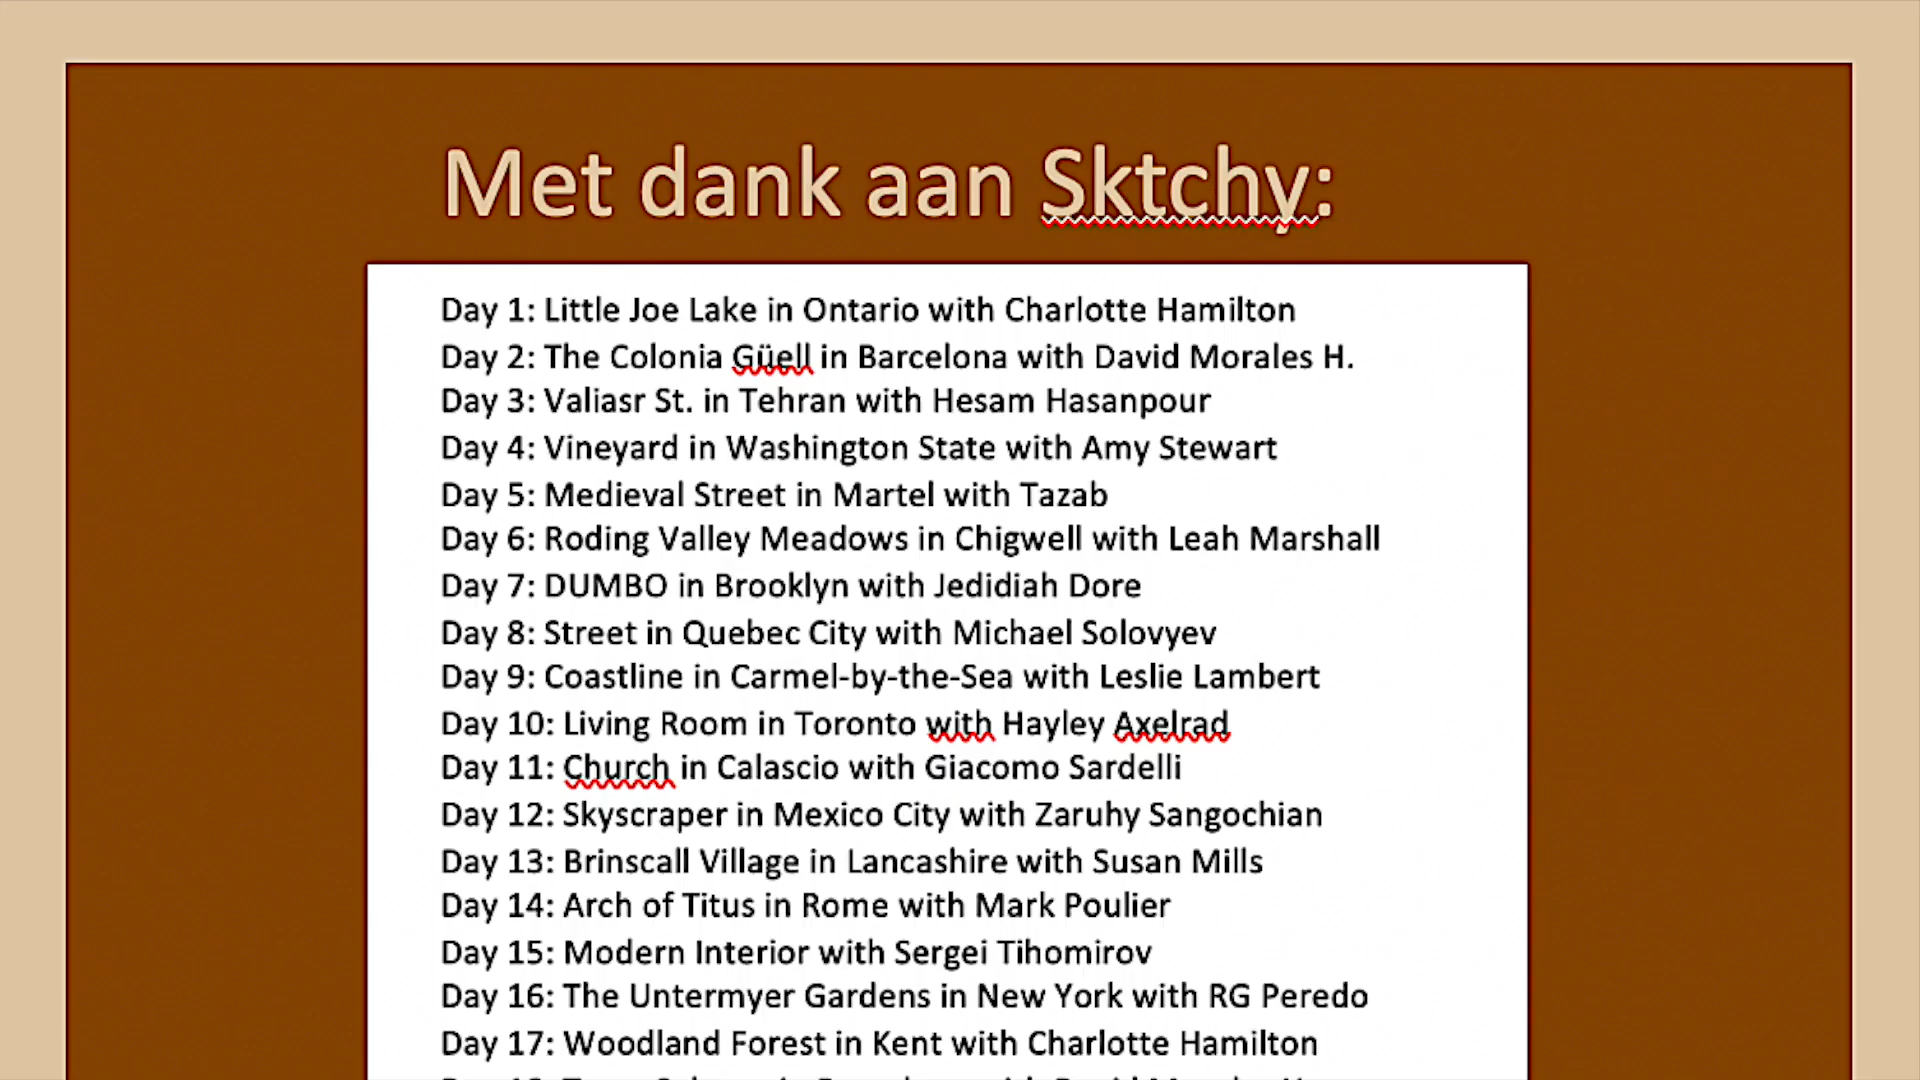 Met dank aan Sktchy:
Day 1: Little Joe Lake in Ontario with Charlotte Hamilton
Day 2: The Colonia Güell in Barcelona with David Morales H.
Day 3: Valiasr St. in Tehran with Hesam Hasanpour
Day 4: Vineyard in Washington State with Amy Stewart
Day 5: Medieval Street in Martel with Tazab
Day 6: Roding Valley Meadows in Chigwell with Leah Marshall
Day 7: DUMBO in Brooklyn with Jedidiah Dore
Day 8: Street in Quebec City with Michael Solovyev
Day 9: Coastline in Carmel-by-the-Sea with Leslie Lambert
Day 10: Living Room in Toronto with Hayley Axelrad
Day 11: Church in Calascio with Giacomo Sardelli
Day 12: Skyscraper in Mexico City with Zaruhy Sangochian
Day 13: Brinscall Village in Lancashire with Susan Mills
Day 14: Arch of Titus in Rome with Mark Poulier
Day 15: Modern Interior with Sergei Tihomirov
Day 16: The Untermyer Gardens in New York with RG Peredo
Day 17: Woodland Forest in Kent with Charlotte Hamilton